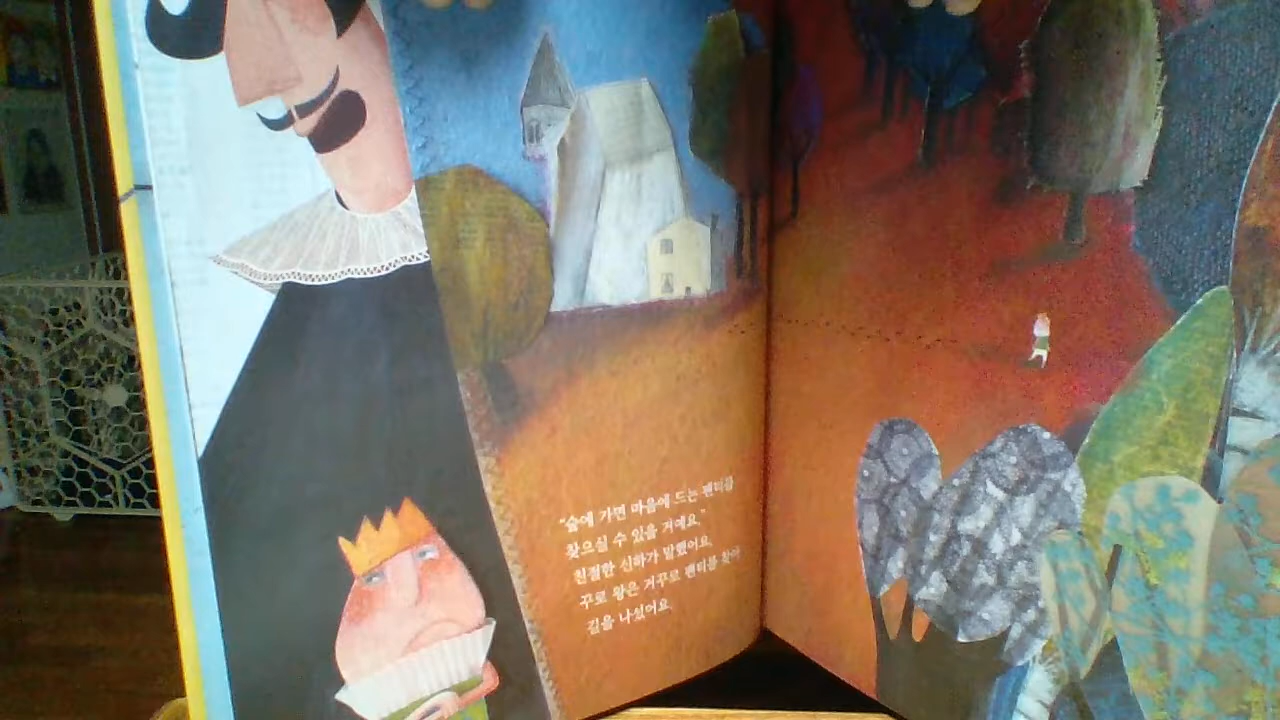 "숲에 가면 마음에 드는 팬티를
찾으실 수 있을 거예요."
친절한 신하가 말했어요.
꾸로 왕은 거꾸로 팬티를 찾아
길을 나섰어요.